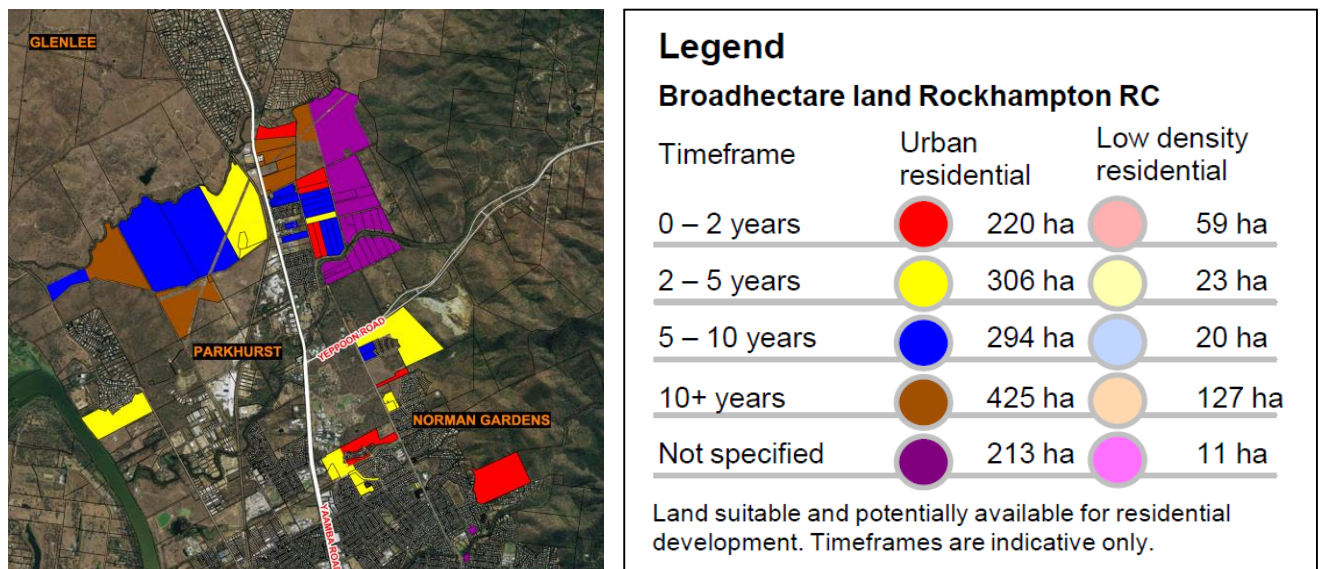 GLENLEE
YEPPOON ROAD
PARKHURST
NORMAN GARDENS
YAAMBA ROAD
Legend
Broadhectare land Rockhampton RC
Timeframe
Urban residential
Low density residential
0 – 2 years 220 ha 59 ha
2 – 5 years 306 ha 23 ha
5 – 10 years 294 ha 20 ha
10+ years 425 ha 127 ha
Not specified 213 ha 11 ha
Land suitable and potentially available for residential
development. Timeframes are indicative only.